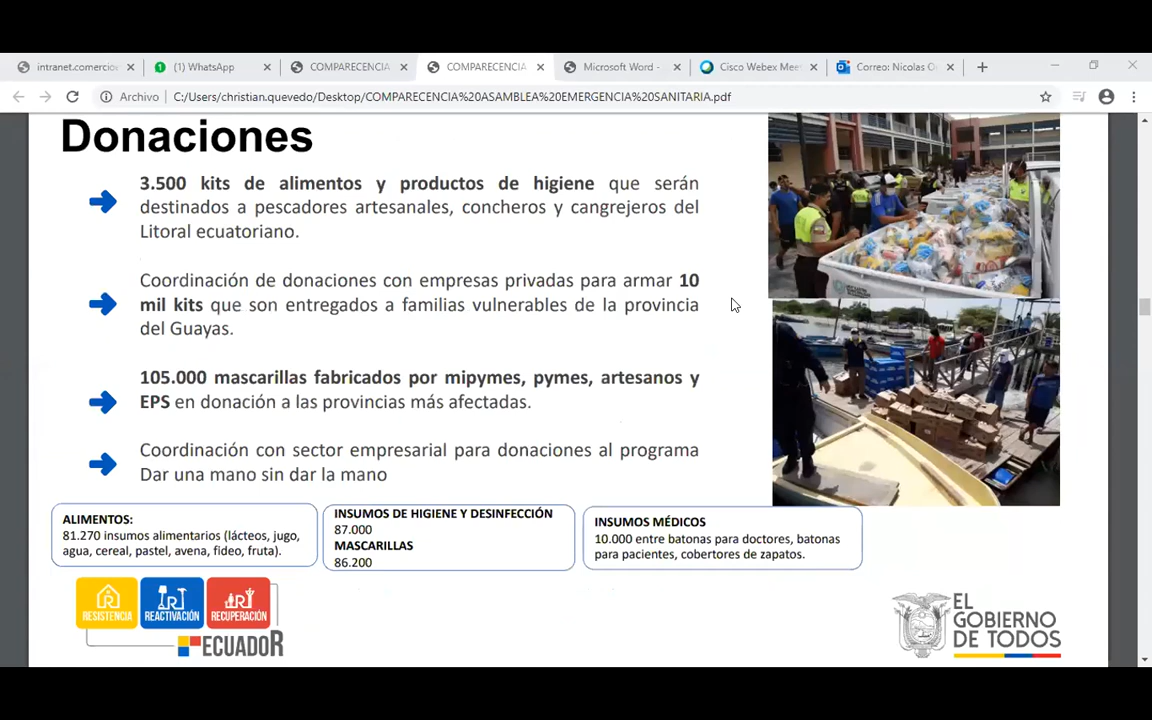 intranet.comercio
(1) WhatsApp
COMPARECENCIA
COMPARECENCIA
Microsoft Word -
Cisco Webex Mee
Correo: Nicolas O
Archivo
C:/Users/christian.quevedo/Desktop/COMPARECENCIA%20ASAMBLEA%20EMERGENCIA%20SANITARIA.pdf
Donaciones
3.500 kits de alimentos y productos de higiene que serán
destinados a pescadores artesanales, concheros y cangrejeros del
Litoral ecuatoriano.
Coordinación de donaciones con empresas privadas para armar 10
mil kits que son entregados a familias vulnerables de la provincia
del Guayas.
105.000 mascarillas fabricados por mipymes, pymes, artesanos y
EPS en donación a las provincias más afectadas.
Coordinación con sector empresarial para donaciones al programa
Dar una mano sin dar la mano
ALIMENTOS:
81.270 insumos alimentarios (lácteos, jugo,
agua, cereal, pastel, avena, fideo, fruta).
INSUMOS DE HIGIENE Y DESINFECCIÓN
87.000
MASCARILLAS
86.200
INSUMOS MÉDICOS
10.000 entre batonas para doctores, batonas
para pacientes, cobertores de zapatos.
RESISTENCIA
REACTIVACIÓN
RECUPERACIÓN
ECUADOR
EL
GOBIERNO
DE TODOS